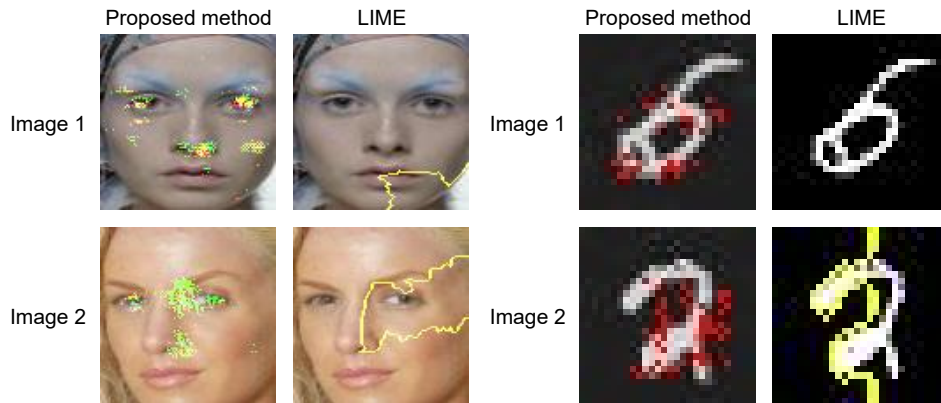 Proposed method LIME Proposed method LIME
Image 1 Image 1
Image 2 Image 2